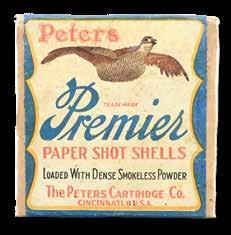 Peters
TRADE MARK
Premier
PAPER SHOT SHELLS
LOADED WITH DENSE SMOKELESS POWDER
The PETERS CARTRIDGE Co.
CINCINNATI, U.S.A.